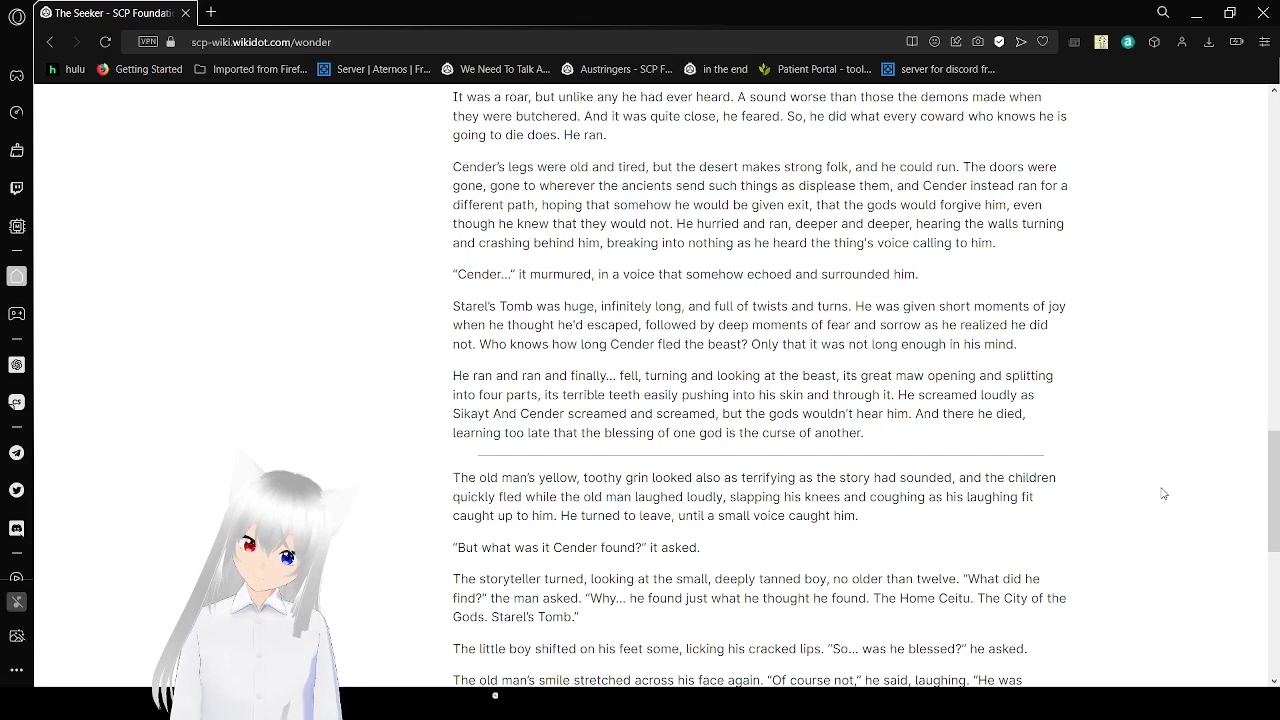 The Seeker - SCP Foundati
scp-wiki.wikidot.com/wonder
VPN
hulu
Getting Started
Imported from Firef...
Server | Aternos | Fr...
We Need To Talk A...
Austringers - SCP F...
in the end
Patient Portal - tool...
server for discord fr...
It was a roar, but unlike any he had ever heard. A sound worse than those the demons made when
they were butchered. And it was quite close, he feared. So, he did what every coward who knows he is
going to die does. He ran.
Cender’s legs were old and tired, but the desert makes strong folk, and he could run. The doors were
gone, gone to wherever the ancients send such things as displease them, and Cender instead ran for a
different path, hoping that somehow he would be given exit, that the gods would forgive him, even
though he knew that they would not. He hurried and ran, deeper and deeper, hearing the walls turning
and crashing behind him, breaking into nothing as he heard the thing's voice calling to him.
“Cender…“ it murmured, in a voice that somehow echoed and surrounded him.
Starel’s Tomb was huge, infinitely long, and full of twists and turns. He was given short moments of joy
when he thought he’d escaped, followed by deep moments of fear and sorrow as he realized he did
not. Who knows how long Cender fled the beast? Only that it was not long enough in his mind.
He ran and ran and finally… fell, turning and looking at the beast, its great maw opening and splitting
into four parts, its terrible teeth easily pushing into his skin and through it. He screamed loudly as
Sikayt And Cender screamed and screamed, but the gods wouldn’t hear him. And there he died,
learning too late that the blessing of one god is the curse of another.
The old man’s yellow, toothy grin looked also as terrifying as the story had sounded, and the children
quickly fled while the old man laughed loudly, slapping his knees and coughing as his laughing fit
caught up to him. He turned to leave, until a small voice caught him.
“But what was it Cender found?” it asked.
The storyteller turned, looking at the small, deeply tanned boy, no older than twelve. “What did he
find?” the man asked. “Why… he found just what he thought he found. The Home Ceitu. The City of the
Gods. Starel’s Tomb.”
The little boy shifted on his feet some, licking his cracked lips. “So… was he blessed?” he asked.
The old man’s smile stretched across his face again. “Of course not,” he said, laughing. “He was